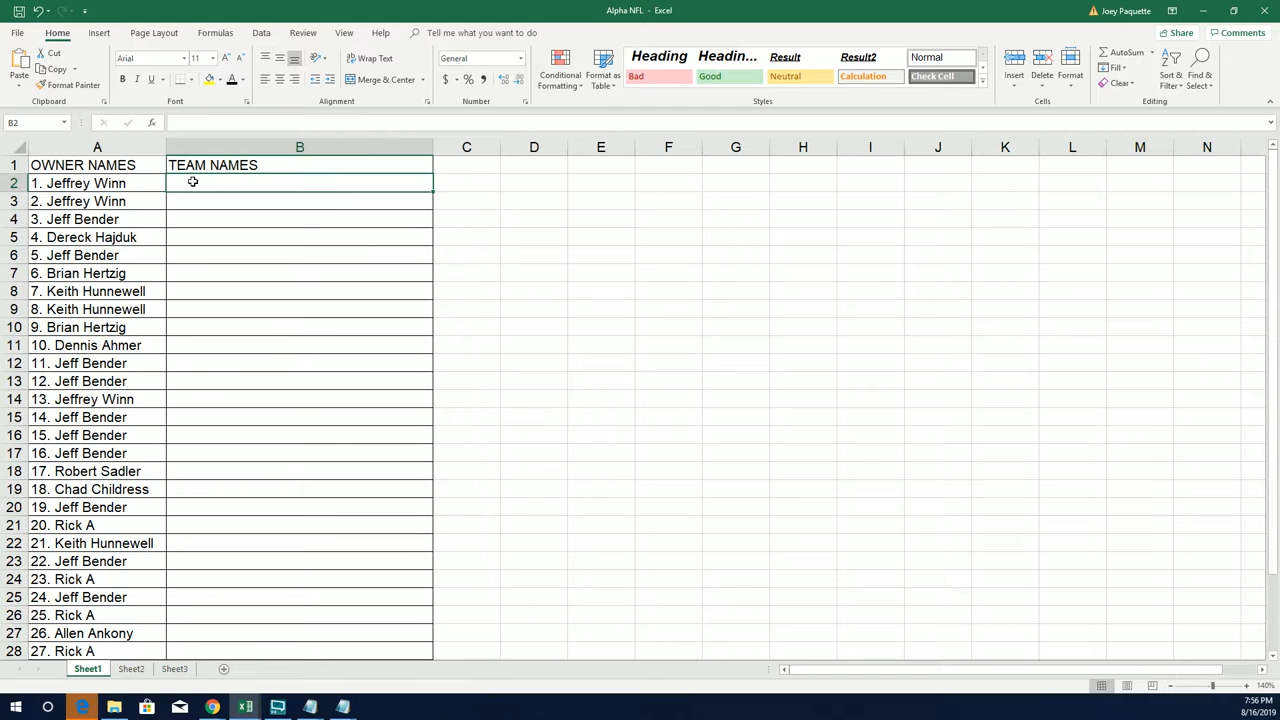 Alpha NFL - Excel
Joey Paquette
File Home Insert Page Layout Formulas Data Review View Help Tell me what you want to do
Share Comments
Paste
Cut
Copy
Format Painter
Clipboard
Arial 11
B I U
Font
Wrap Text
Merge & Center
Alignment
General
$ % ,
Number
Conditional Formatting
Format as Table
Heading Headin... Result Result2 Normal
Bad Good Neutral Calculation Check Cell
Styles
Insert Delete Format
Cells
AutoSum
Fill
Clear
Sort & Filter
Find & Select
Editing
B2 fx
A B C D E F G H I J K L M N
1 OWNER NAMES TEAM NAMES
2 1. Jeffrey Winn
3 2. Jeffrey Winn
4 3. Jeff Bender
5 4. Dereck Hajduk
6 5. Jeff Bender
7 6. Brian Hertzig
8 7. Keith Hunnewell
9 8. Keith Hunnewell
10 9. Brian Hertzig
11 10. Dennis Ahmer
12 11. Jeff Bender
13 12. Jeff Bender
14 13. Jeffrey Winn
15 14. Jeff Bender
16 15. Jeff Bender
17 16. Jeff Bender
18 17. Robert Sadler
19 18. Chad Childress
20 19. Jeff Bender
21 20. Rick A
22 21. Keith Hunnewell
23 22. Jeff Bender
24 23. Rick A
25 24. Jeff Bender
26 25. Rick A
27 26. Allen Ankony
28 27. Rick A
Sheet1 Sheet2 Sheet3
140%
7:56 PM
8/16/2019